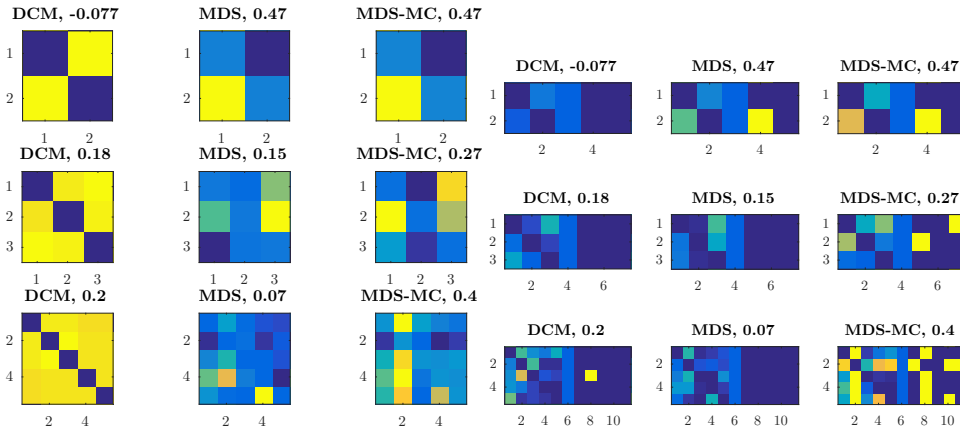 DCM, -0.077
MDS, 0.47
MDS-MC, 0.47
1
2
1 2
1 2
1 2
DCM, 0.18
MDS, 0.15
MDS-MC, 0.27
1
2
3
1 2 3
1 2 3
1 2 3
DCM, 0.2
MDS, 0.07
MDS-MC, 0.4
2
4
2 4
2 4
2 4
DCM, -0.077
MDS, 0.47
MDS-MC, 0.47
1
2
2 4
2 4
2 4
DCM, 0.18
MDS, 0.15
MDS-MC, 0.27
1
2
3
2 4 6
2 4 6
2 4 6
DCM, 0.2
MDS, 0.07
MDS-MC, 0.4
2
4
2 4 6 8 10
2 4 6 8 10
2 4 6 8 10